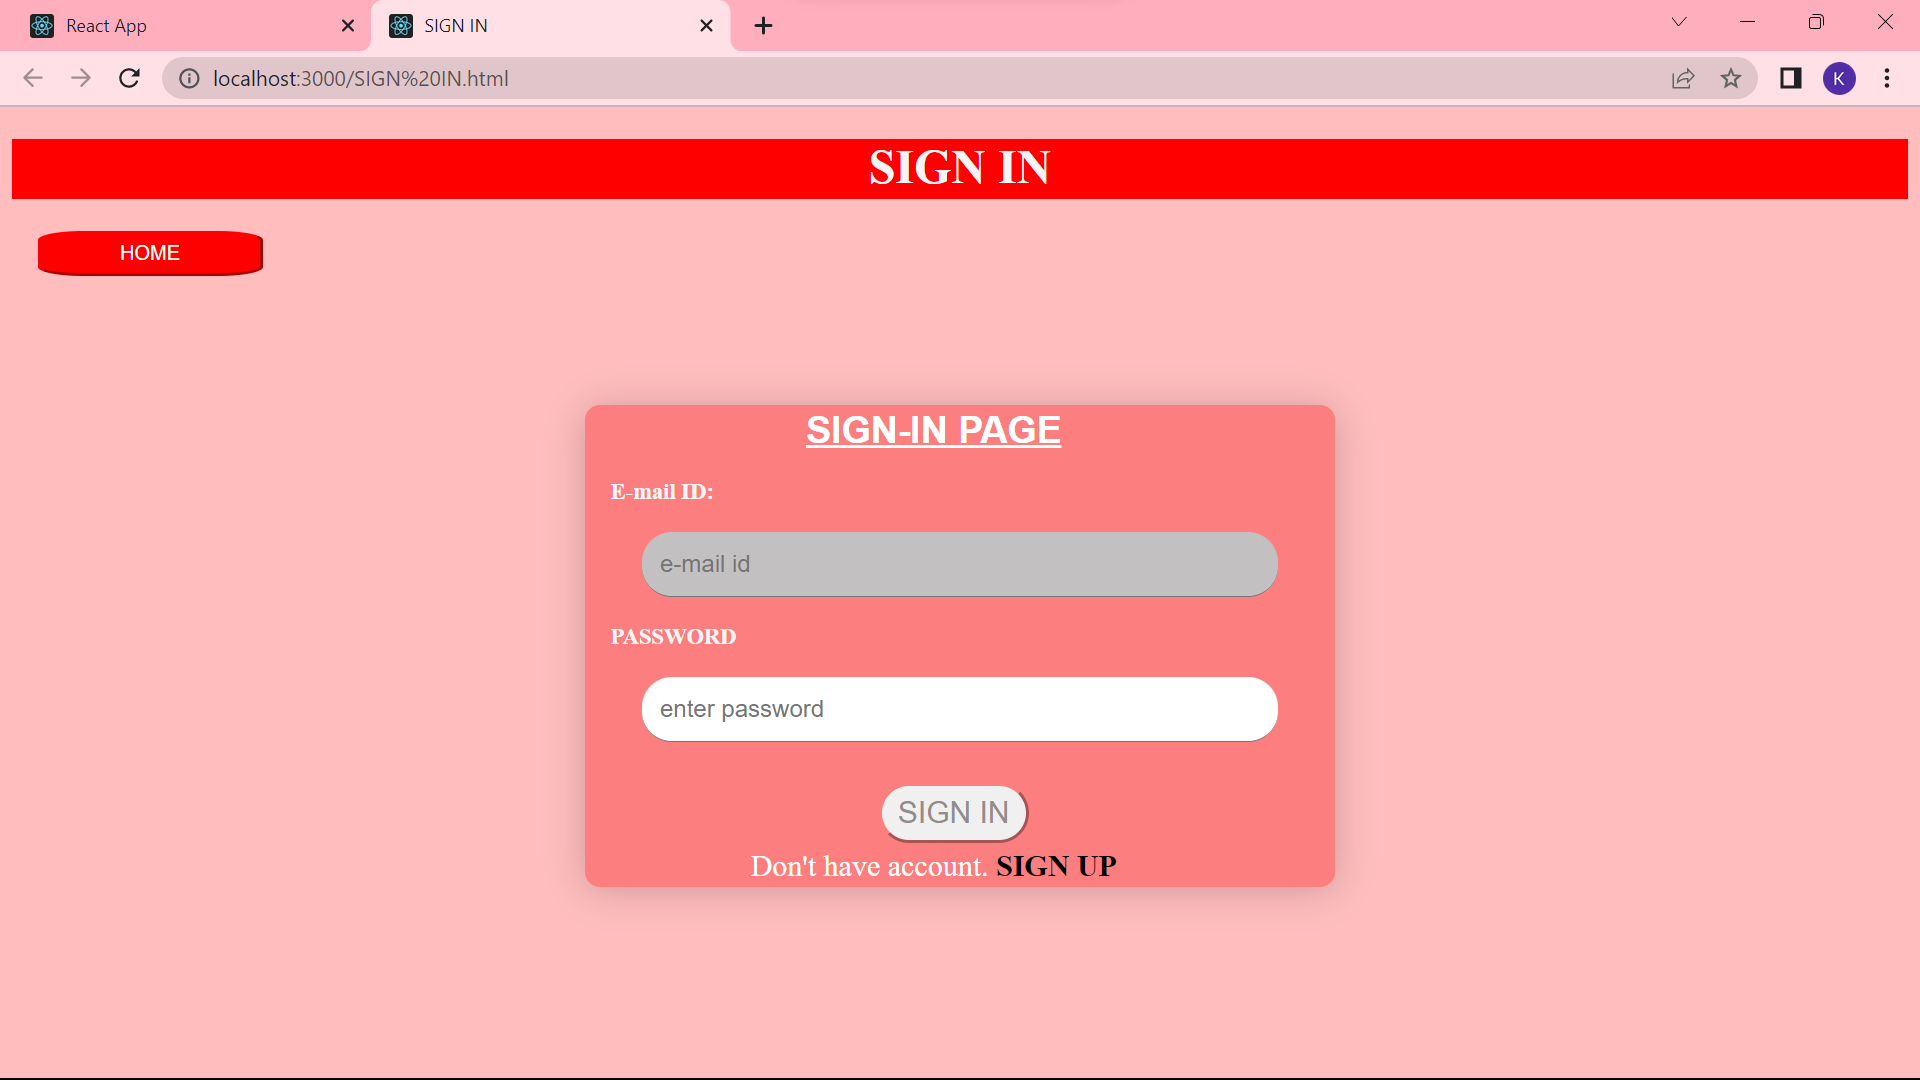 React App
SIGN IN
localhost:3000/SIGN%20IN.html
K
SIGN IN
HOME
SIGN-IN PAGE
E-mail ID:
e-mail id
PASSWORD
enter password
SIGN IN
Don't have account. SIGN UP